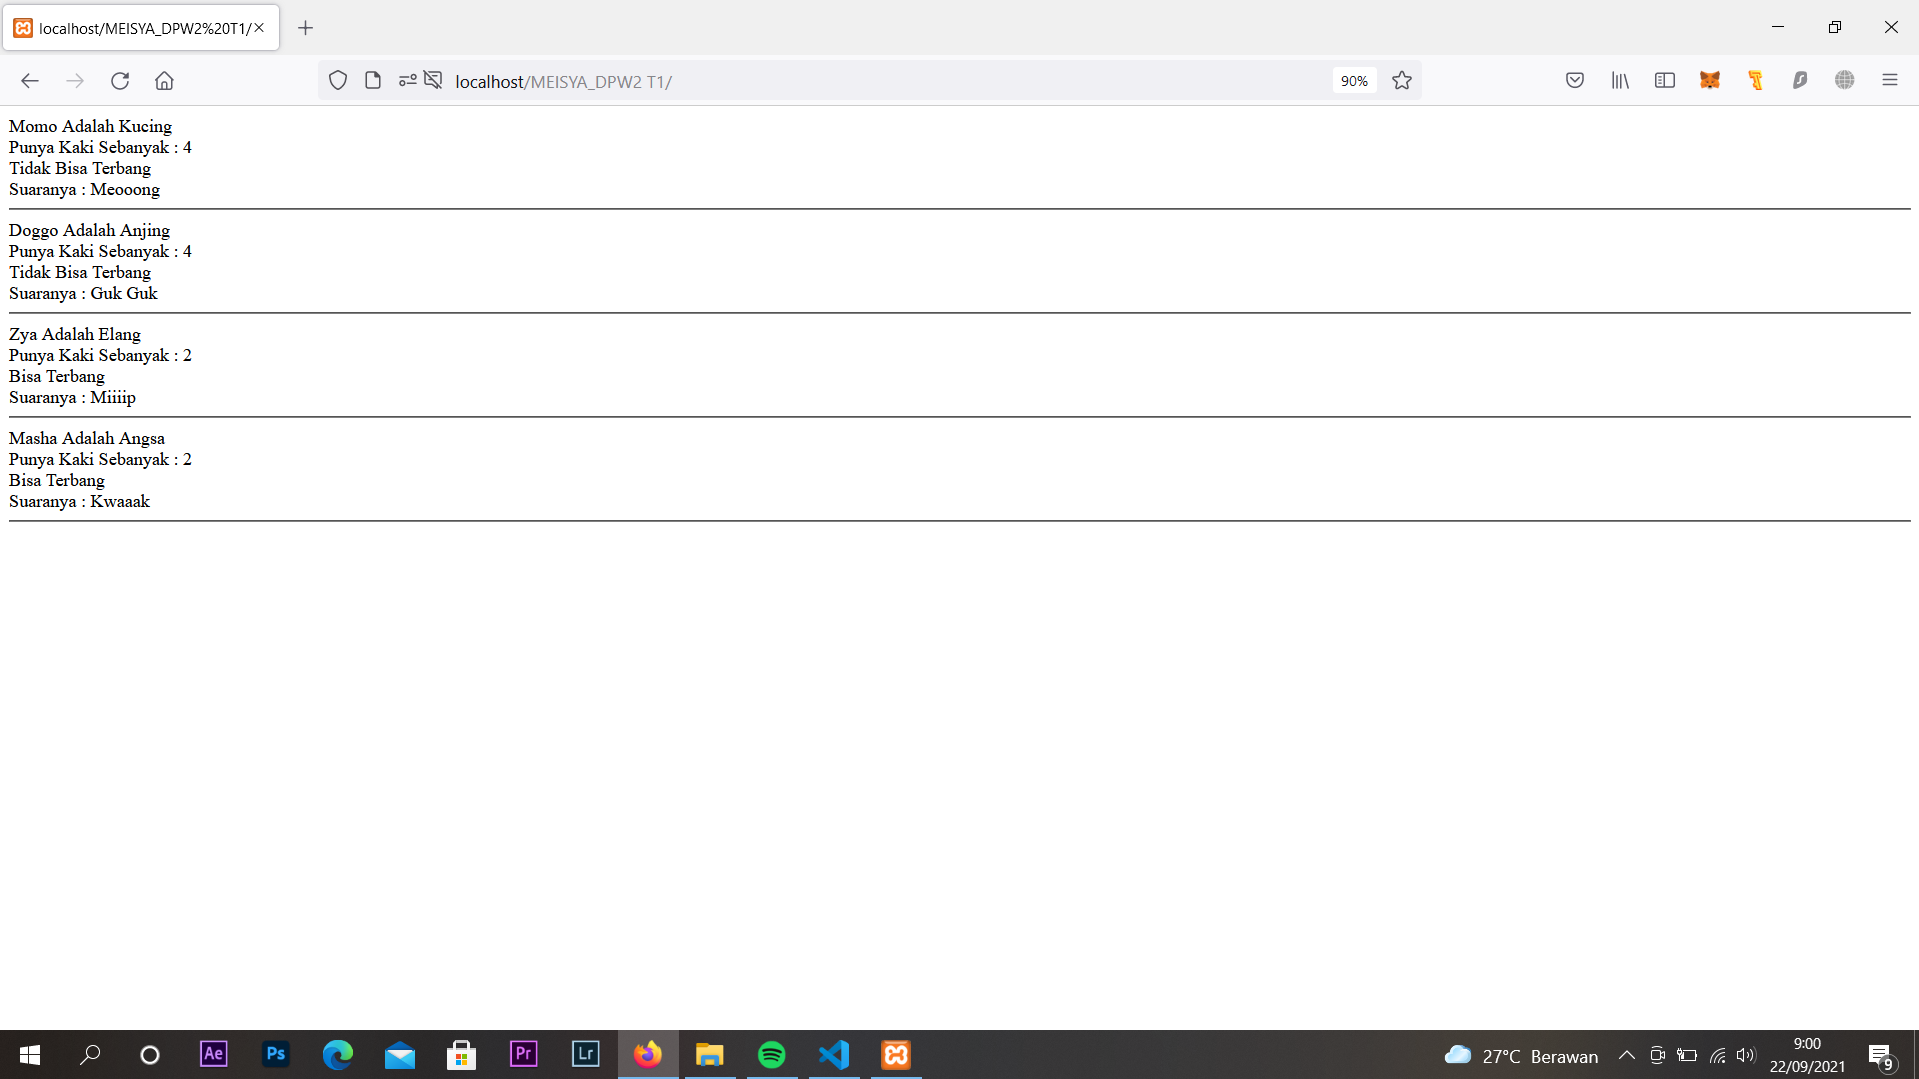 localhost/MEISYA_DPW2%20T1/
localhost/MEISYA_DPW2 T1/
90%
Momo Adalah Kucing
Punya Kaki Sebanyak : 4
Tidak Bisa Terbang
Suaranya : Meooong
Doggo Adalah Anjing
Punya Kaki Sebanyak : 4
Tidak Bisa Terbang
Suaranya : Guk Guk
Zya Adalah Elang
Punya Kaki Sebanyak : 2
Bisa Terbang
Suaranya : Miiiip
Masha Adalah Angsa
Punya Kaki Sebanyak : 2
Bisa Terbang
Suaranya : Kwaaak
Ae
Ps
Pr
Lr
27°C Berawan
9:00
22/09/2021
9